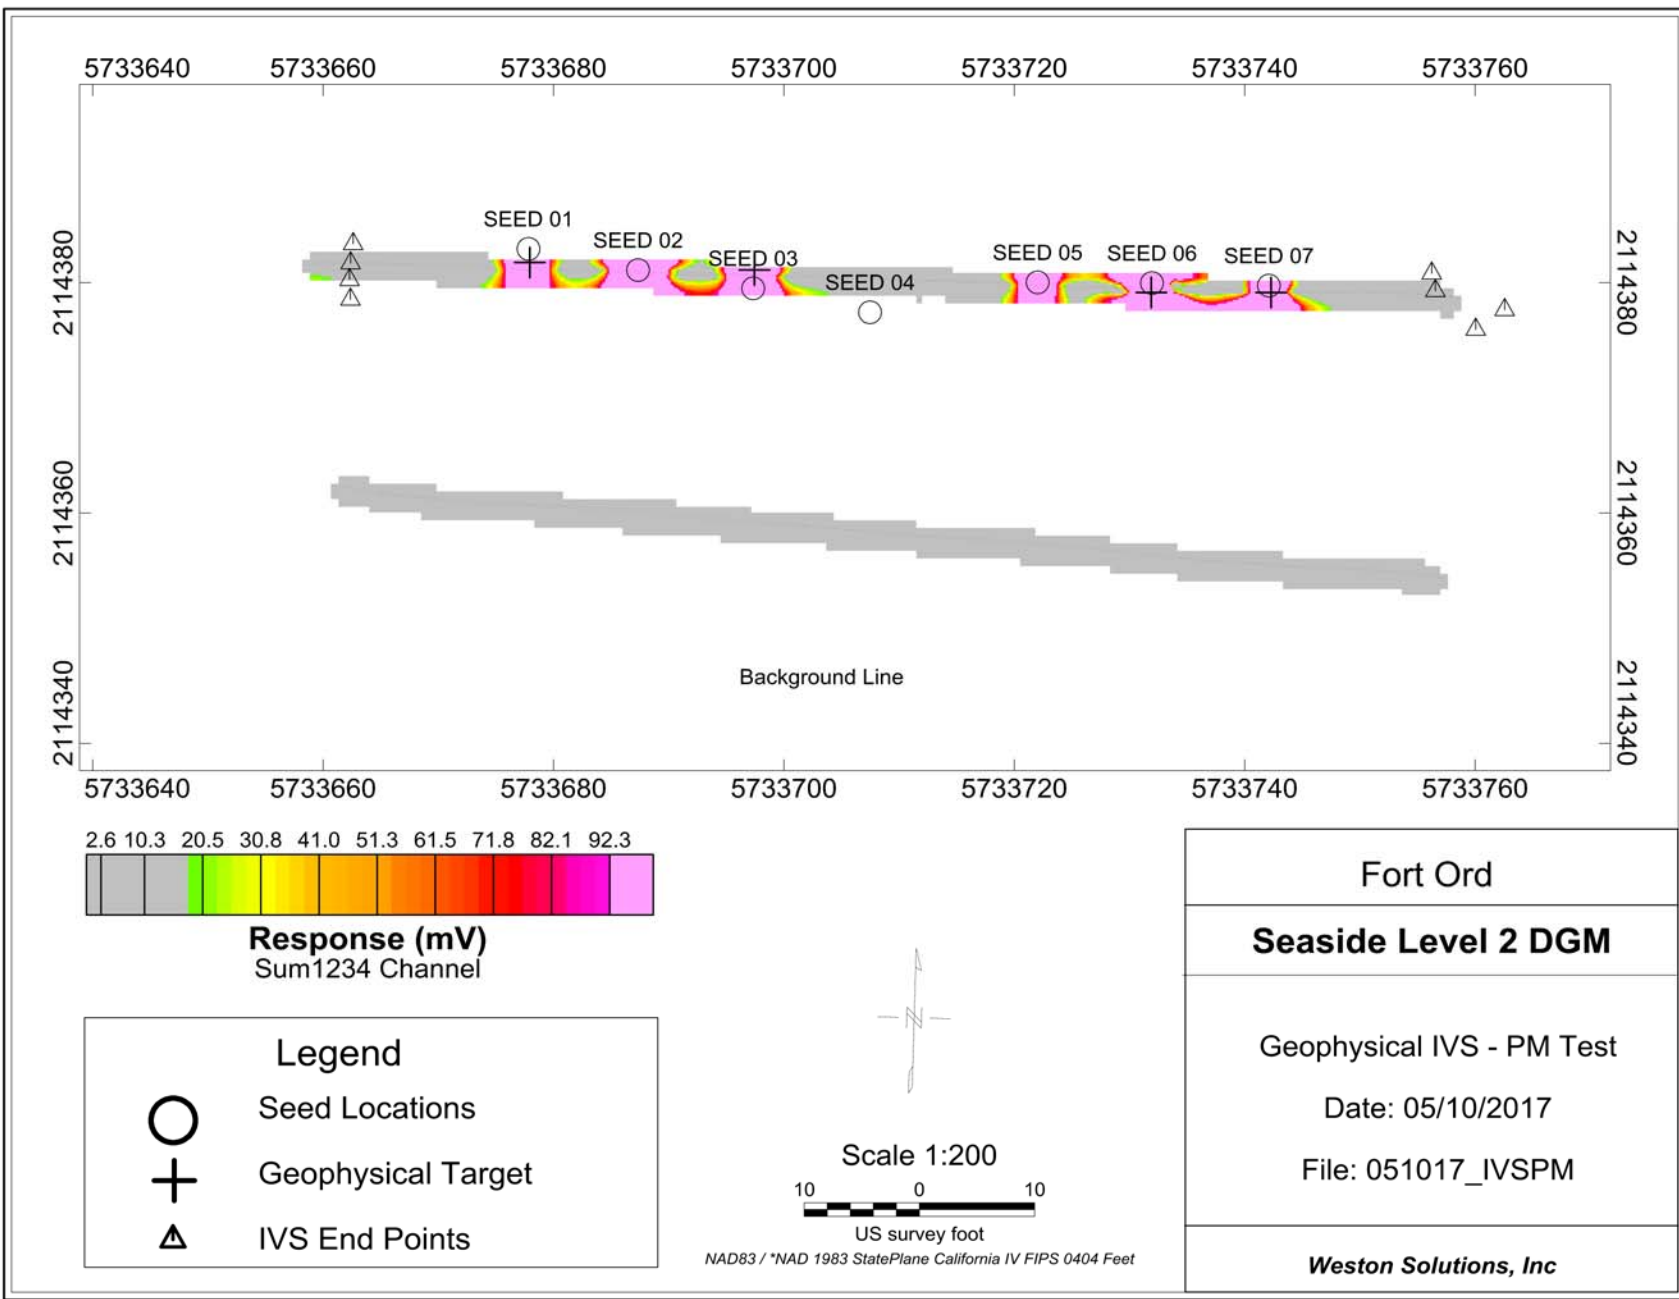 5733640 5733660 5733680 5733700 5733720 5733740 5733760
2114380
2114360
2114340
2114380
2114360
2114340
SEED 01
SEED 02
SEED 03
SEED 04
SEED 05
SEED 06
SEED 07
Background Line
5733640 5733660 5733680 5733700 5733720 5733740 5733760
2.6 10.3 20.5 30.8 41.0 51.3 61.5 71.8 82.1 92.3
Response (mV)
Sum1234 Channel
Legend
Seed Locations
Geophysical Target
IVS End Points
N
Scale 1:200
10 0 10
US survey foot
NAD83 / *NAD 1983 StatePlane California IV FIPS 0404 Feet
Fort Ord
Seaside Level 2 DGM
Geophysical IVS - PM Test
Date: 05/10/2017
File: 051017_IVSPM
Weston Solutions, Inc